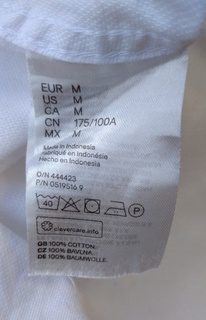 EUR M
US M
CA M
CN 175/100A
MX M
Made in Indonesia
Fabriqué en Indonésie
Hecho en Indonesia
O/N: 444423
P/N 0519516 9
40
P
clevercare.info
GB 100% COTTON.
CZ 100% BAVLNA.
DE 100% BAUMWOLLE.